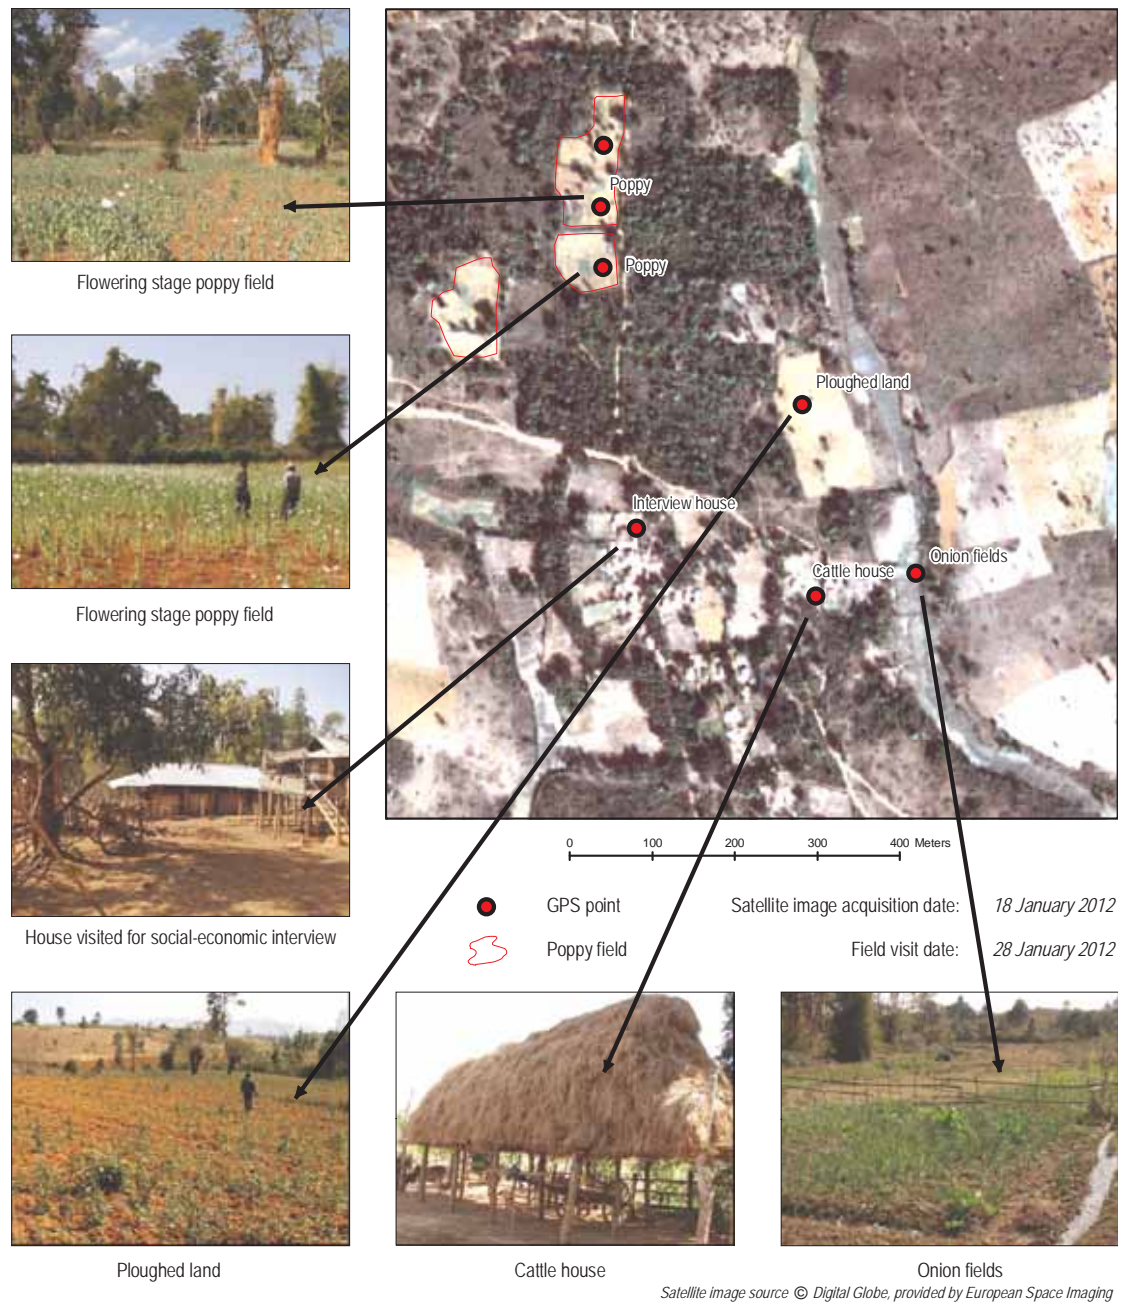 Poppy
Poppy
Flowering stage poppy field
Ploughed land
Interview house
Onion fields
Cattle house
Flowering stage poppy field
0 100 200 300 400 Meters
GPS point
Satellite image acquisition date: 18 January 2012
House visited for social-economic interview
Poppy field
Field visit date: 28 January 2012
Ploughed land
Cattle house
Onion fields
Satellite image source © Digital Globe, provided by European Space Imaging